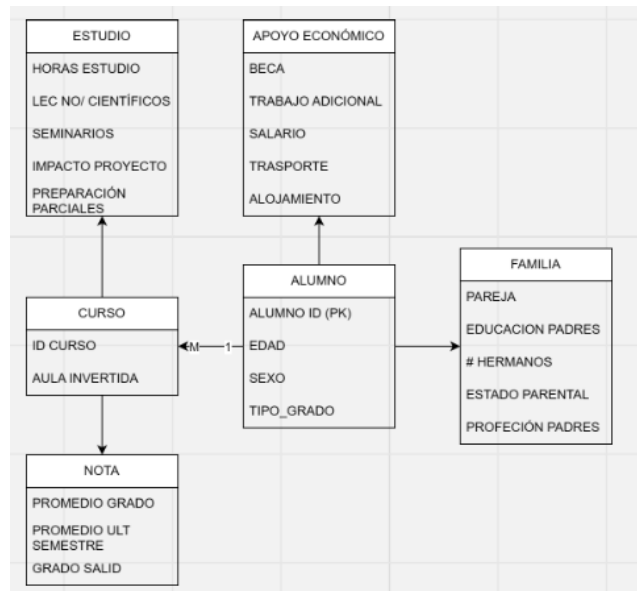 ESTUDIO
HORAS ESTUDIO
LEC NO/ CIENTÍFICOS
SEMINARIOS
IMPACTO PROYECTO
PREPARACIÓN
PARCIALES
APOYO ECONÓMICO
BECA
TRABAJO ADICIONAL
SALARIO
TRASPORTE
ALOJAMIENTO
CURSO
ID CURSO
AULA INVERTIDA
M
1
ALUMNO
ALUMNO ID (PK)
EDAD
SEXO
TIPO_GRADO
FAMILIA
PAREJA
EDUCACION PADRES
# HERMANOS
ESTADO PARENTAL
PROFECIÓN PADRES
NOTA
PROMEDIO GRADO
PROMEDIO ULT
SEMESTRE
GRADO SALID